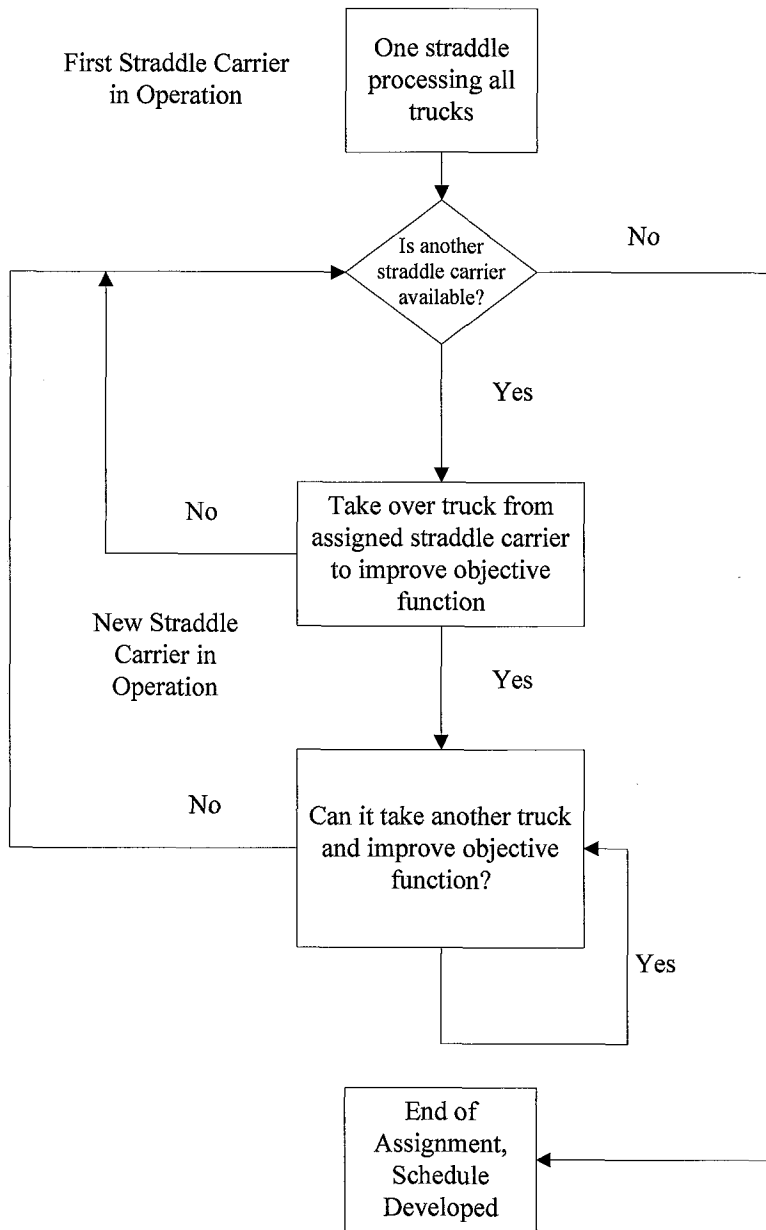 First Straddle Carrier
in Operation
One straddle
processing all
trucks
Is another
straddle carrier
available?
No
Yes
No
Take over truck from
assigned straddle carrier
to improve objective
function
New Straddle
Carrier in
Operation
Yes
No
Can it take another truck
and improve objective
function?
Yes
End of
Assignment,
Schedule
Developed